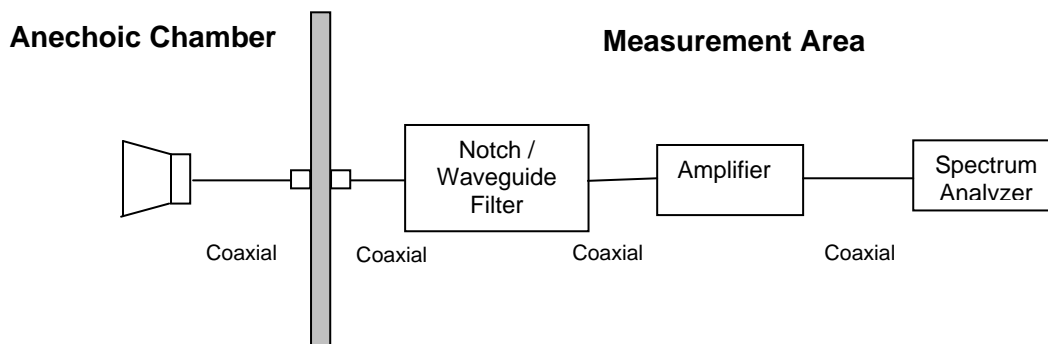 Anechoic Chamber
Measurement Area
Notch /
Waveguide
Filter
Amplifier
Spectrum
Analyzer
Coaxial
Coaxial
Coaxial
Coaxial